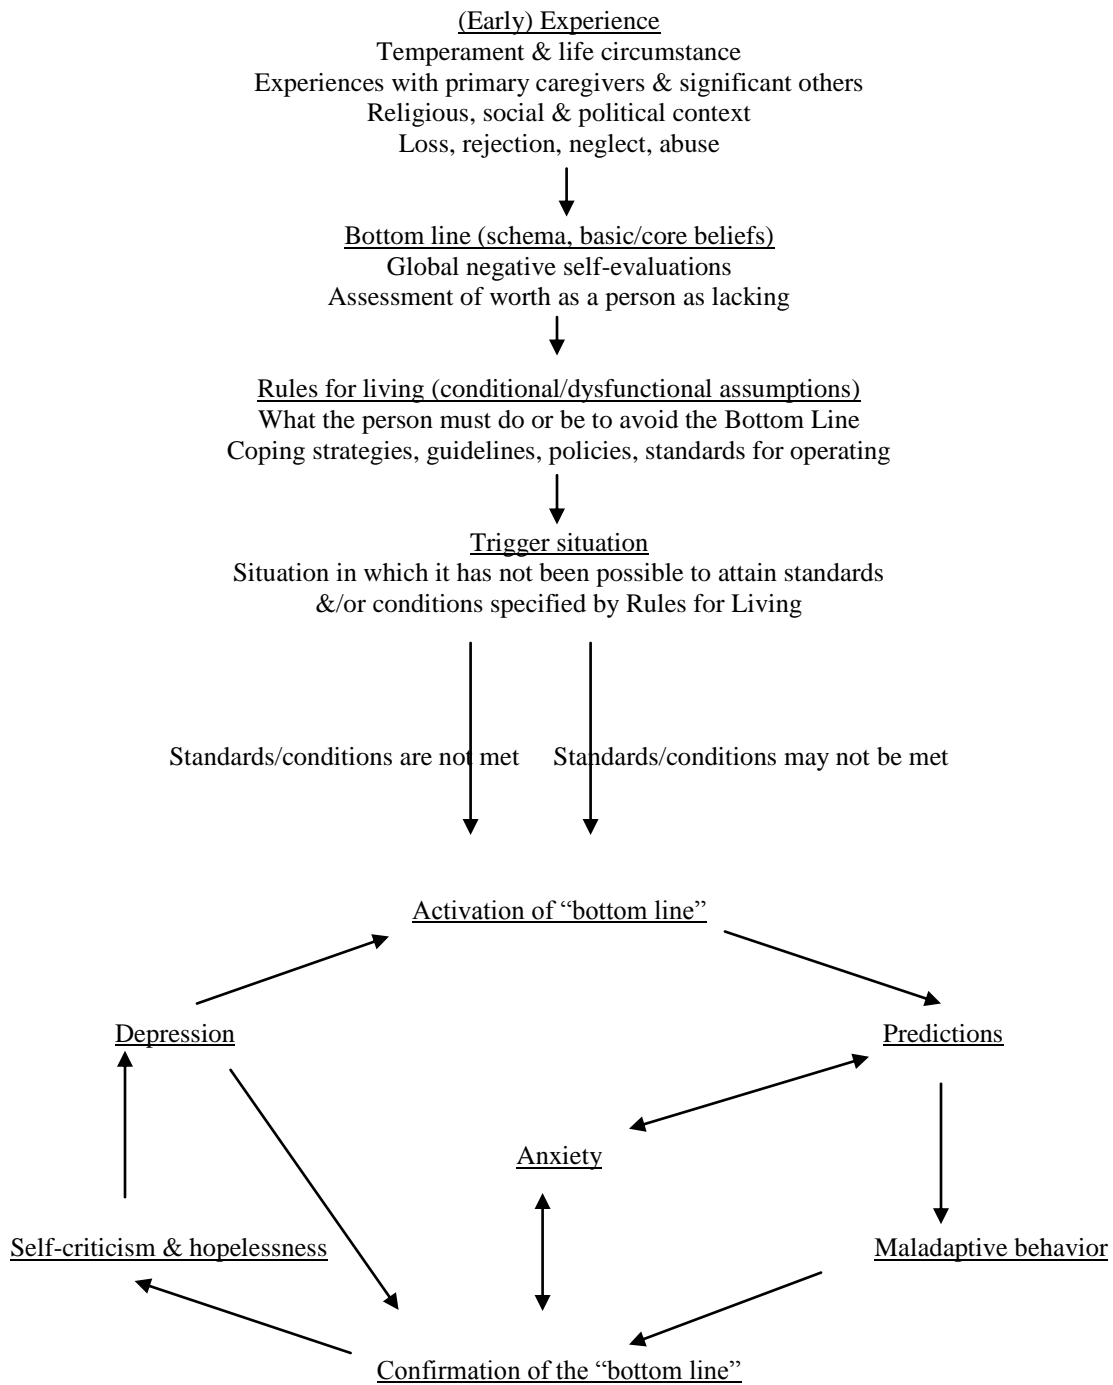 (Early) Experience
Temperament & life circumstance
Experiences with primary caregivers & significant others
Religious, social & political context
Loss, rejection, neglect, abuse
Bottom line (schema, basic/core beliefs)
Global negative self-evaluations
Assessment of worth as a person as lacking
Rules for living (conditional/dysfunctional assumptions)
What the person must do or be to avoid the Bottom Line
Coping strategies, guidelines, policies, standards for operating
Trigger situation
Situation in which it has not been possible to attain standards
&/or conditions specified by Rules for Living
Standards/conditions are not met
Standards/conditions may not be met
Activation of “bottom line”
Depression
Predictions
Anxiety
Self-criticism & hopelessness
Maladaptive behavior
Confirmation of the “bottom line”